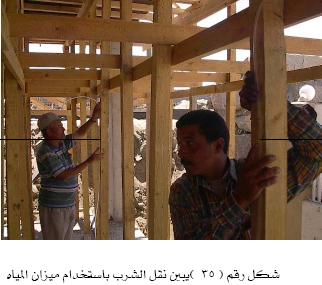 شكل رقم ( ٣٥ )يبين نقل الشرب باستخدام ميزان المياه